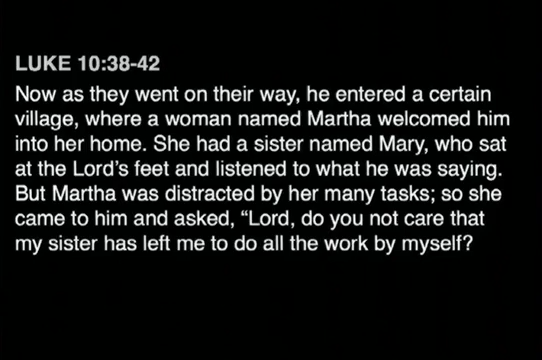 LUKE 10:38-42
Now as they went on their way, he entered a certain
village, where a woman named Martha welcomed him
into her home. She had a sister named Mary, who sat
at the Lord's feet and listened to what he was saying.
But Martha was distracted by her many tasks; so she
came to him and asked, “Lord, do you not care that
my sister has left me to do all the work by myself?